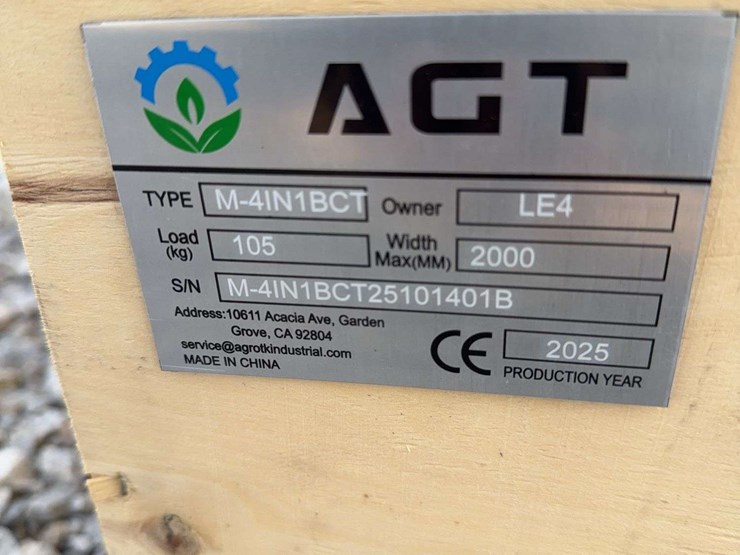 AGT
TYPE M-4IN1BCT Owner LE4
Load (kg) 105 Width Max(MM) 2000
S/N M-4IN1BCT25101401B
Address:10611 Acacia Ave, Garden
Grove, CA 92804
service@agrotkindustrial.com
MADE IN CHINA
CE 2025
PRODUCTION YEAR